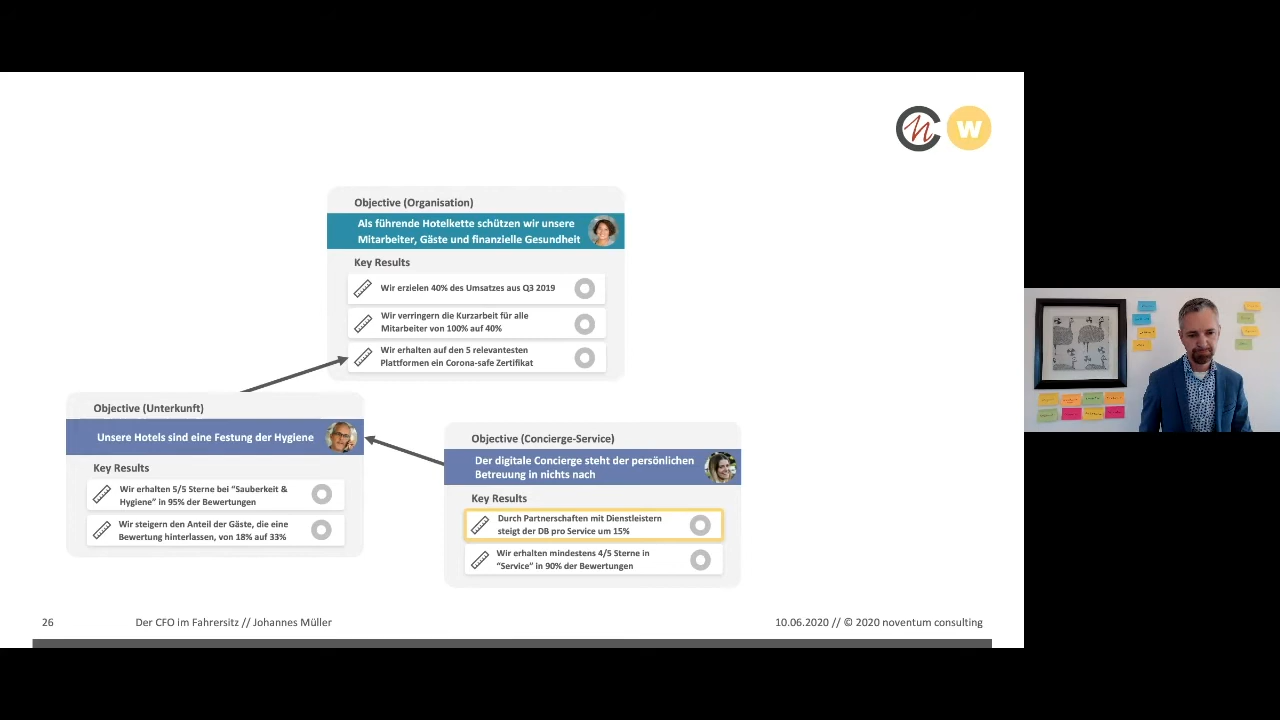 W
Objective (Organisation)
Als führende Hotelkette schützen wir unsere
Mitarbeiter, Gäste und finanzielle Gesundheit
Key Results
Wir erzielen 40% des Umsatzes aus Q3 2019
Wir verringern die Kurzarbeit für alle
Mitarbeiter von 100% auf 40%
Wir erhalten auf den 5 relevantesten
Plattformen ein Corona-safe Zertifikat
Objective (Unterkunft)
Unsere Hotels sind eine Festung der Hygiene
Key Results
Wir erhalten 5/5 Sterne bei “Sauberkeit &
Hygiene” in 95% der Bewertungen
Wir steigern den Anteil der Gäste, die eine
Bewertung hinterlassen, von 18% auf 33%
Objective (Concierge-Service)
Der digitale Concierge steht der persönlichen
Betreuung in nichts nach
Key Results
Durch Partnerschaften mit Dienstleistern
steigt der DB pro Service um 15%
Wir erhalten mindestens 4/5 Sterne in
“Service” in 90% der Bewertungen
26
Der CFO im Fahrersitz // Johannes Müller
10.06.2020 // © 2020 noventum consulting